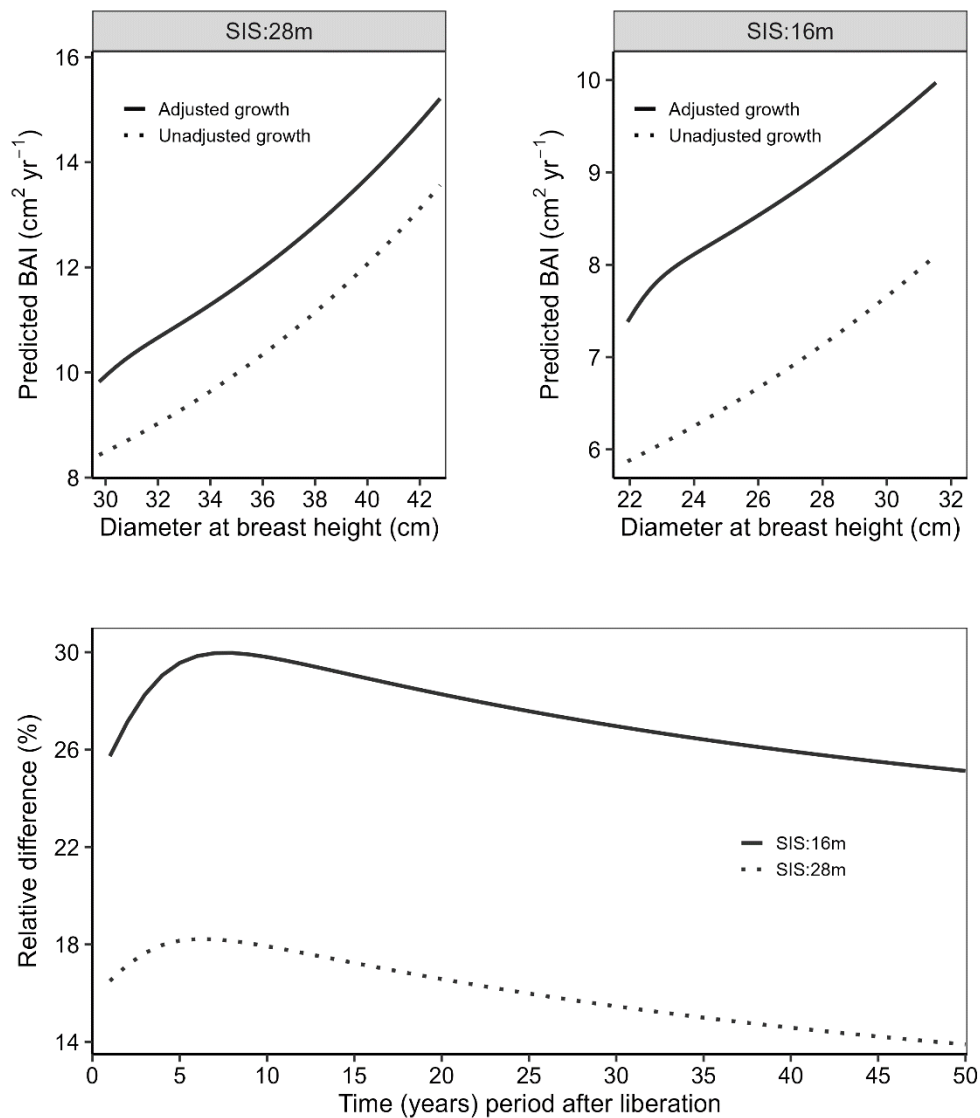 SIS:28m
16
14
12
10
8
Predicted BAI (cm² yr⁻¹)
Adjusted growth
Unadjusted growth
30 32 34 36 38 40 42
Diameter at breast height (cm)
SIS:16m
10
9
8
7
6
Predicted BAI (cm² yr⁻¹)
Adjusted growth
Unadjusted growth
22 24 26 28 30 32
Diameter at breast height (cm)
30
26
22
18
14
Relative difference (%)
SIS:16m
SIS:28m
0 5 10 15 20 25 30 35 40 45 50
Time (years) period after liberation